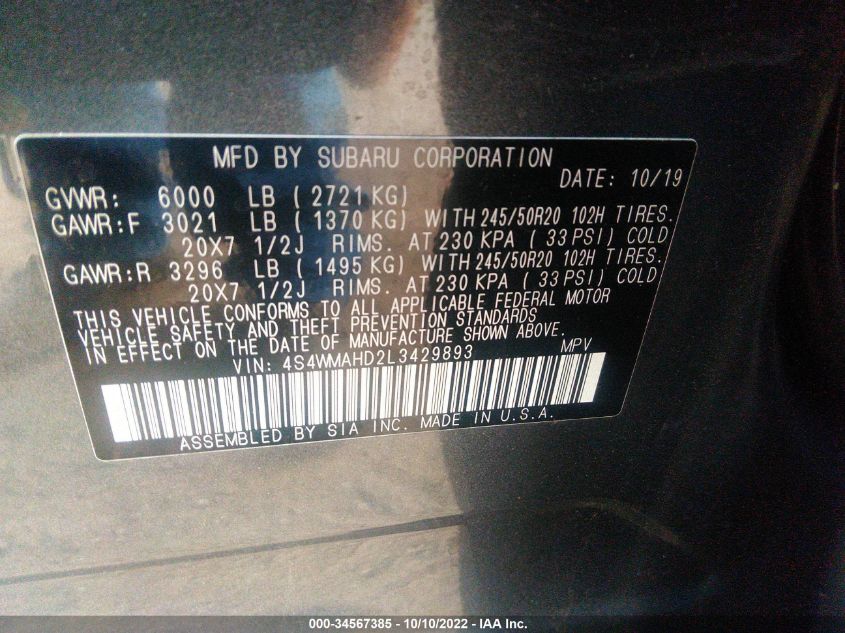 MFD BY SUBARU CORPORATION
DATE: 10/19
GVWR: 6000 LB ( 2721 KG)
GAWR:F 3021 LB ( 1370 KG) WITH 245/50R20 102H TIRES.
20X7 1/2J RIMS. AT 230 KPA ( 33 PSI) COLD
GAWR:R 3296 LB ( 1495 KG) WITH 245/50R20 102H TIRES.
20X7 1/2J RIMS. AT 230 KPA ( 33 PSI) COLD
THIS VEHICLE CONFORMS TO ALL APPLICABLE FEDERAL MOTOR
VEHICLE SAFETY AND THEFT PREVENTION STANDARDS
IN EFFECT ON THE DATE OF MANUFACTURE SHOWN ABOVE.
VIN: 4S4WMAHD2L3429893 MPV
ASSEMBLED BY SIA INC. MADE IN U.S.A.
000-34567385 - 10/10/2022 - IAA Inc.